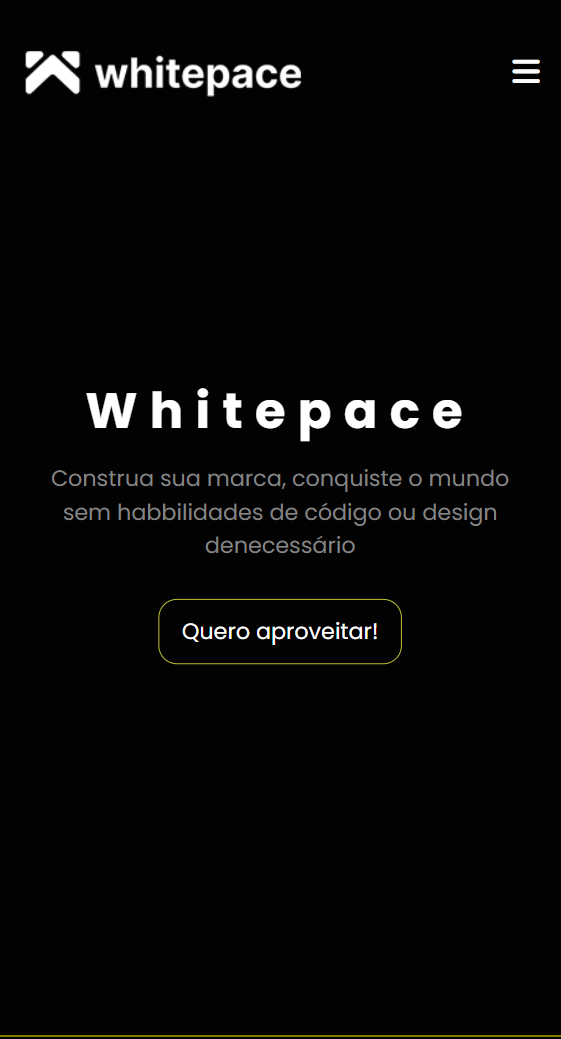 whitepace
Whitepace
Construa sua marca, conquiste o mundo
sem habbilidades de código ou design
denecessário
Quero aproveitar!